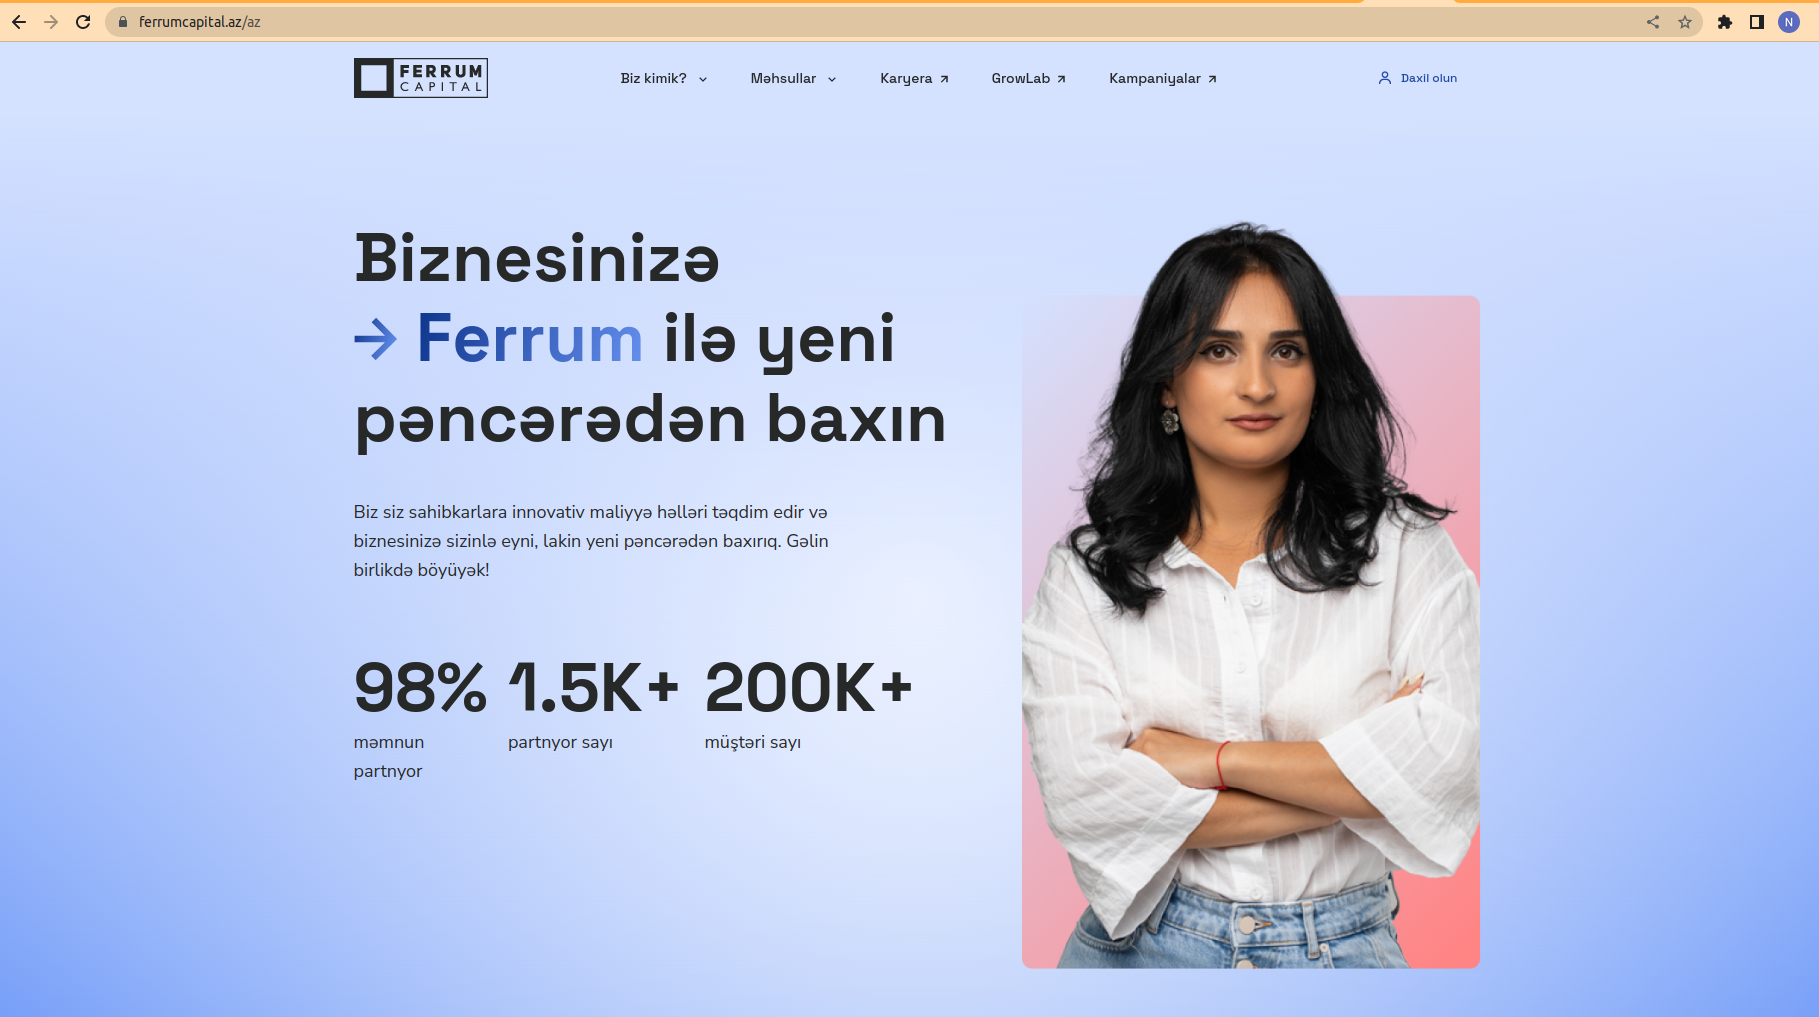 ferrumcapital.az/az
N
FERRUM
CAPITAL
Biz kimik?
Məhsullar
Karyera
GrowLab
Kampaniyalar
Daxil olun
Biznesinizə
→ Ferrum ilə yeni
pəncərədən baxın
Biz siz sahibkarlara innovativ maliyyə həlləri təqdim edir və
biznesinizə sizinlə eyni, lakin yeni pəncərədən baxırıq. Gəlin
birlikdə böyüyək!
98% 1.5K+ 200K+
məmnun partnyor sayı müştəri sayı
partnyor